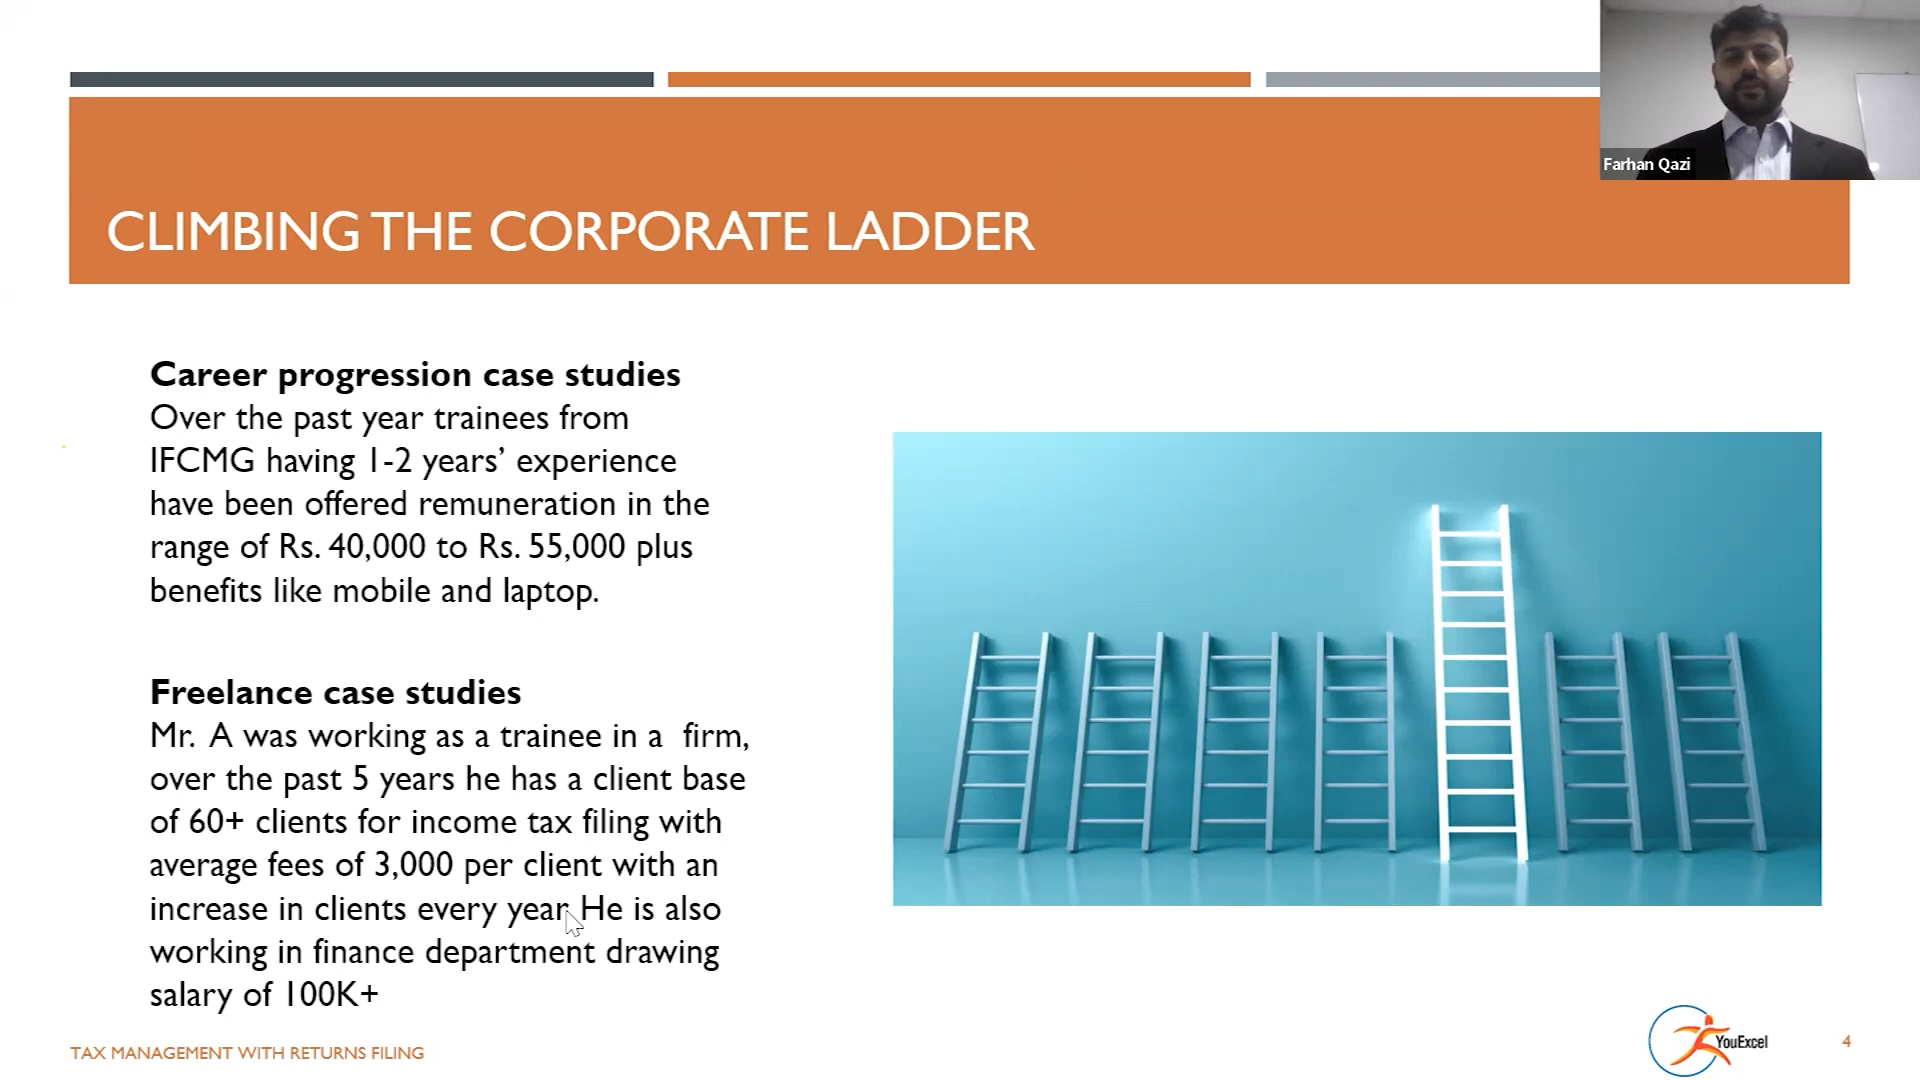 Farhan Qazi
CLIMBING THE CORPORATE LADDER
Career progression case studies
Over the past year trainees from
IFCMG having 1-2 years’ experience
have been offered remuneration in the
range of Rs. 40,000 to Rs. 55,000 plus
benefits like mobile and laptop.
Freelance case studies
Mr. A was working as a trainee in a firm,
over the past 5 years he has a client base
of 60+ clients for income tax filing with
average fees of 3,000 per client with an
increase in clients every year. He is also
working in finance department drawing
salary of 100K+
TAX MANAGEMENT WITH RETURNS FILING
YouExcel
4